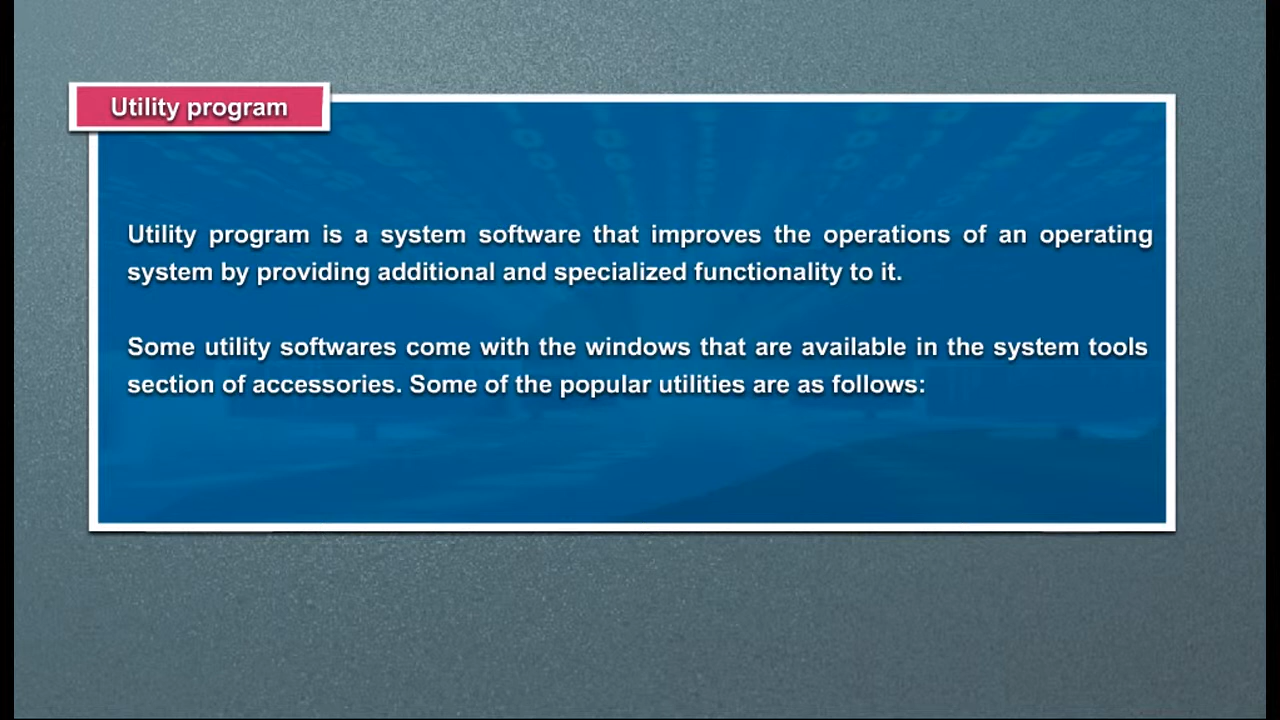 Utility program
Utility program is a system software that improves the operations of an operating
system by providing additional and specialized functionality to it.
Some utility softwares come with the windows that are available in the system tools
section of accessories. Some of the popular utilities are as follows: